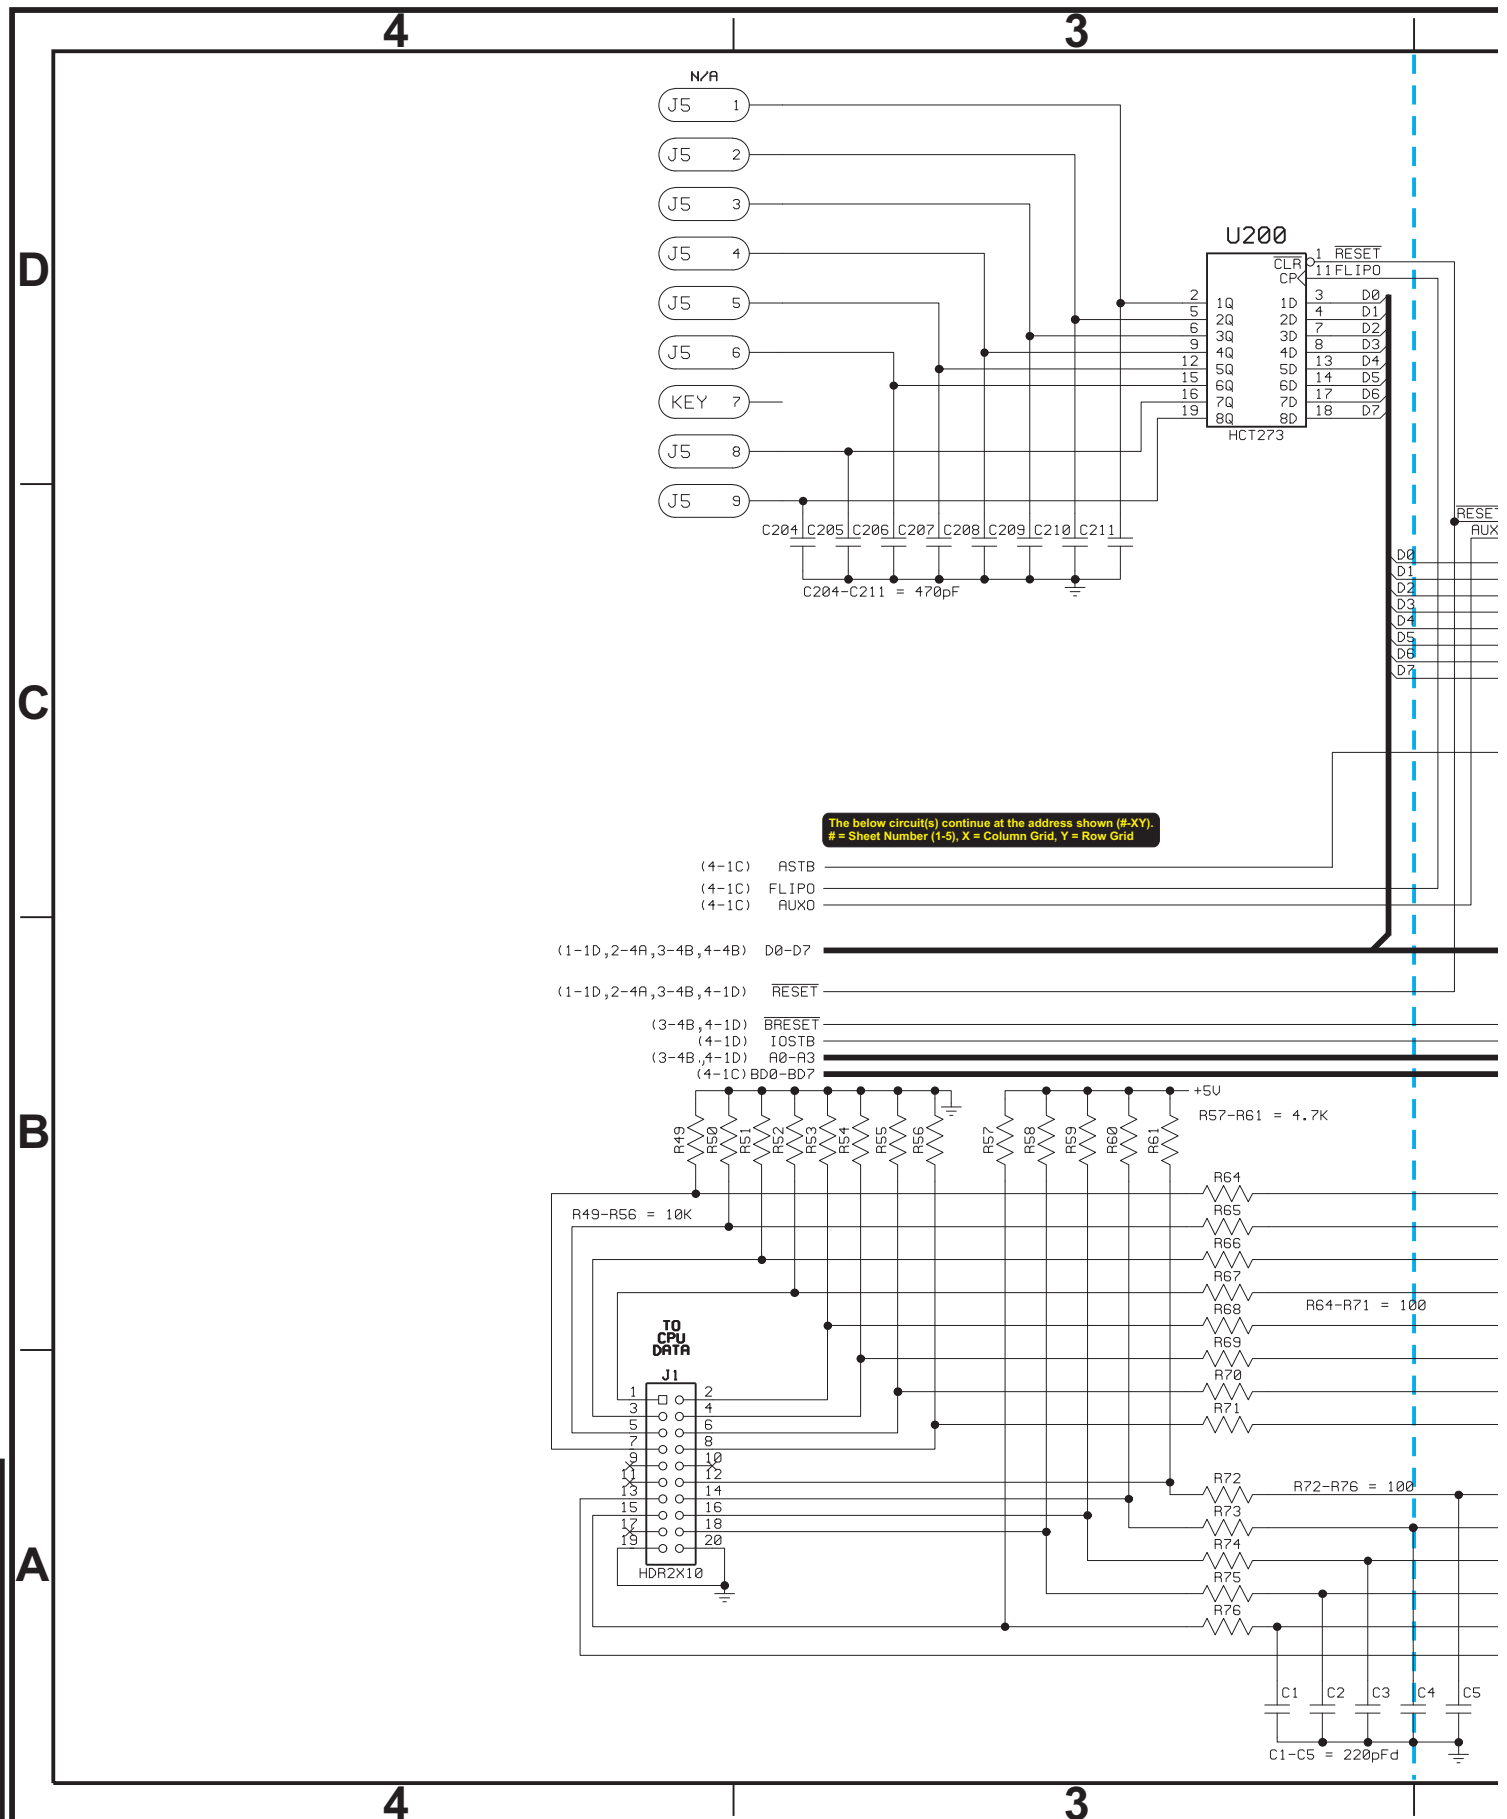 4 3
N/A
J5 1
J5 2
J5 3
J5 4
J5 5
J5 6
KEY 7
J5 8
J5 9
D
U200
CLR 1 RESET
CP 11 FLIPO
2 1Q 1D 3 D0
5 2Q 2D 4 D1
6 3Q 3D 7 D2
9 4Q 4D 8 D3
12 5Q 5D 13 D4
15 6Q 6D 14 D5
16 7Q 7D 17 D6
19 8Q 8D 18 D7
HCT273
C204 C205 C206 C207 C208 C209 C210 C211
C204-C211 = 470pF
RESET
AUX
D0
D1
D2
D3
D4
D5
D6
D7
C
The below circuit(s) continue at the address shown (#-XY).
# = Sheet Number (1-5), X = Column Grid, Y = Row Grid
(4-1C) ASTB
(4-1C) FLIPO
(4-1C) AUXO
(1-1D,2-4A,3-4B,4-4B) D0-D7
(1-1D,2-4A,3-4B,4-1D) RESET
(3-4B,4-1D) BRESET
(4-1D) IOSTB
(3-4B,4-1D) A0-A3
(4-1C) BD0-BD7
B
+5V
R57-R61 = 4.7K
R49 R50 R51 R52 R53 R54 R55 R56 R57 R58 R59 R60 R61
R49-R56 = 10K
R64
R65
R66
R67
R64-R71 = 100
R68
R69
R70
R71
TO
CPU
DATA
J1
1 2
3 4
5 6
7 8
9 10
11 12
13 14
15 16
17 18
19 20
HDR2X10
R72
R72-R76 = 100
R73
R74
R75
R76
A
C1 C2 C3 C4 C5
C1-C5 = 220pFd
4 3